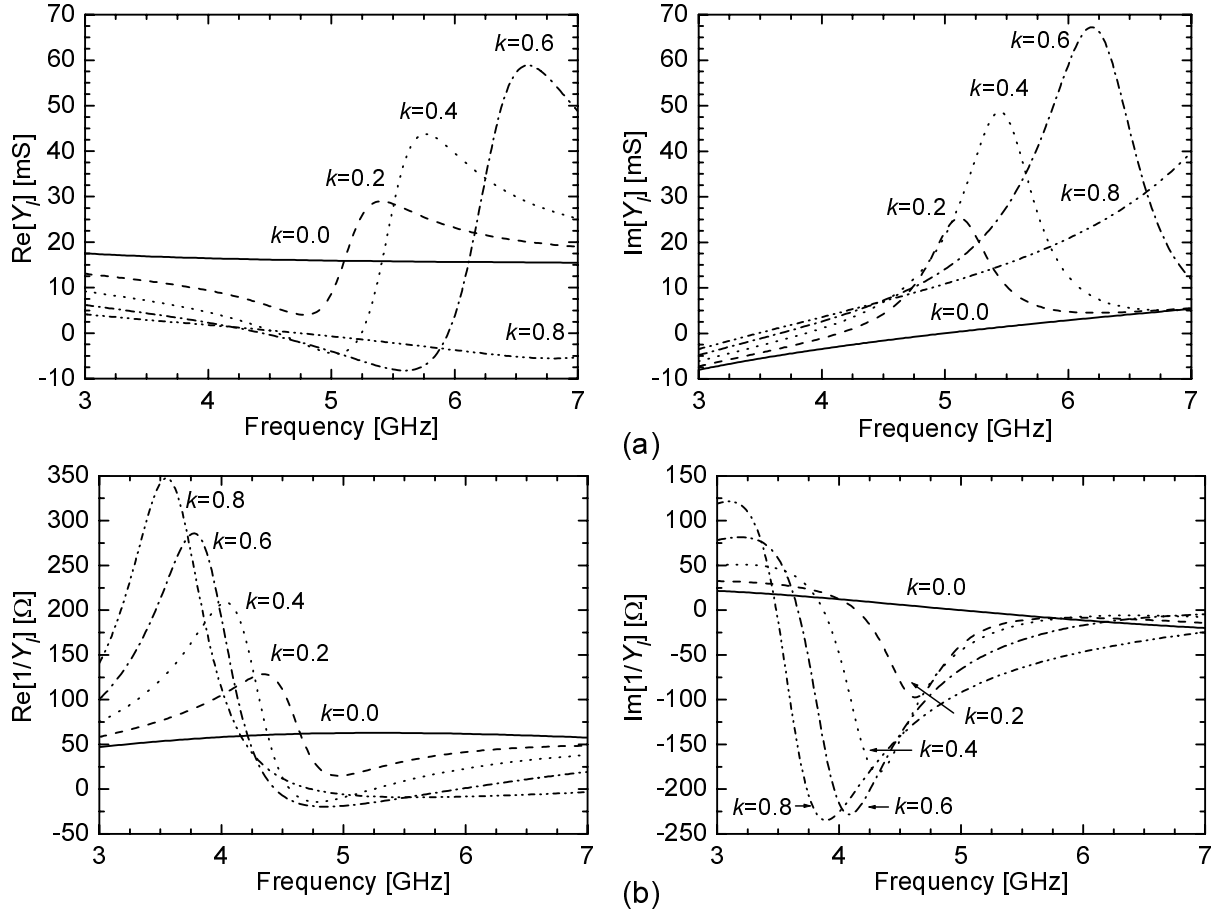 70
60
50
40
30
20
10
0
-10
Re[Yl] [mS]
k=0.6
k=0.4
k=0.2
k=0.0
k=0.8
3
4
5
6
7
Frequency [GHz]
70
60
50
40
30
20
10
0
-10
Im[Yl] [mS]
k=0.6
k=0.4
k=0.8
k=0.2
k=0.0
3
4
5
6
7
Frequency [GHz]
(a)
350
300
250
200
150
100
50
0
-50
Re[1/Yl] [Ω]
k=0.8
k=0.6
k=0.4
k=0.2
k=0.0
3
4
5
6
7
Frequency [GHz]
150
100
50
0
-50
-100
-150
-200
-250
Im[1/Yl] [Ω]
k=0.0
k=0.2
k=0.4
k=0.8
k=0.6
3
4
5
6
7
Frequency [GHz]
(b)